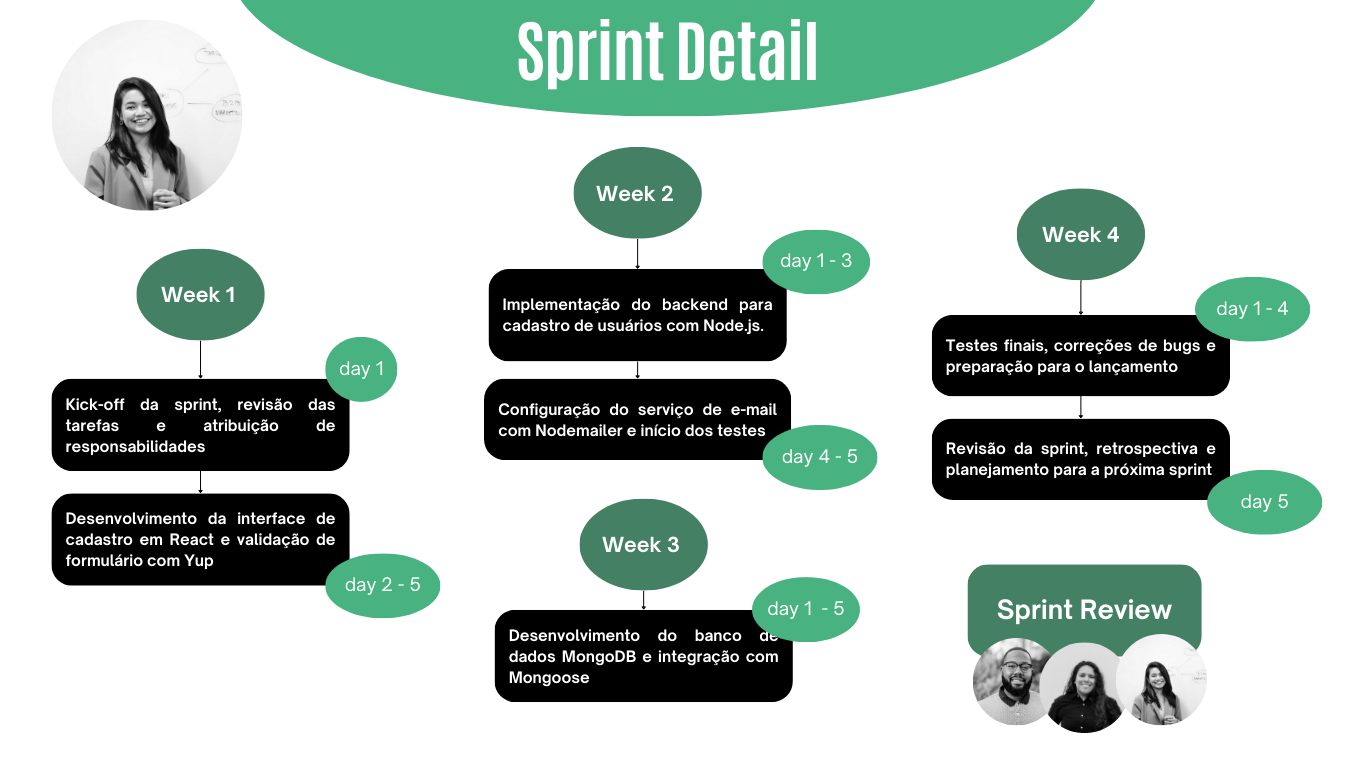 Sprint Detail
Week 1
day 1
Kick-off da sprint, revisão das
tarefas e atribuição de
responsabilidades
Desenvolvimento da interface de
cadastro em React e validação de
formulário com Yup
day 2 - 5
Week 2
day 1 - 3
Implementação do backend para
cadastro de usuários com Node.js.
Configuração do serviço de e-mail
com Nodemailer e início dos testes
day 4 - 5
Week 3
day 1 - 5
Desenvolvimento do banco de
dados MongoDB e integração com
Mongoose
Week 4
day 1 - 4
Testes finais, correções de bugs e
preparação para o lançamento
Revisão da sprint, retrospectiva e
planejamento para a próxima sprint
day 5
Sprint Review